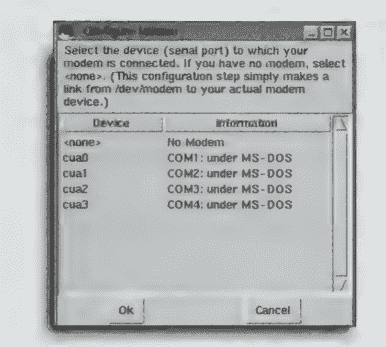 Configure Modem
Select the device (serial port) to which your
modem is connected. If you have no modem, select
<none>. (This configuration step simply makes a
link from /dev/modem to your actual modem
device.)
Device Information
<none> No Modem
cua0 COM1: under MS-DOS
cua1 COM2: under MS-DOS
cua2 COM3: under MS-DOS
cua3 COM4: under MS-DOS
Ok Cancel